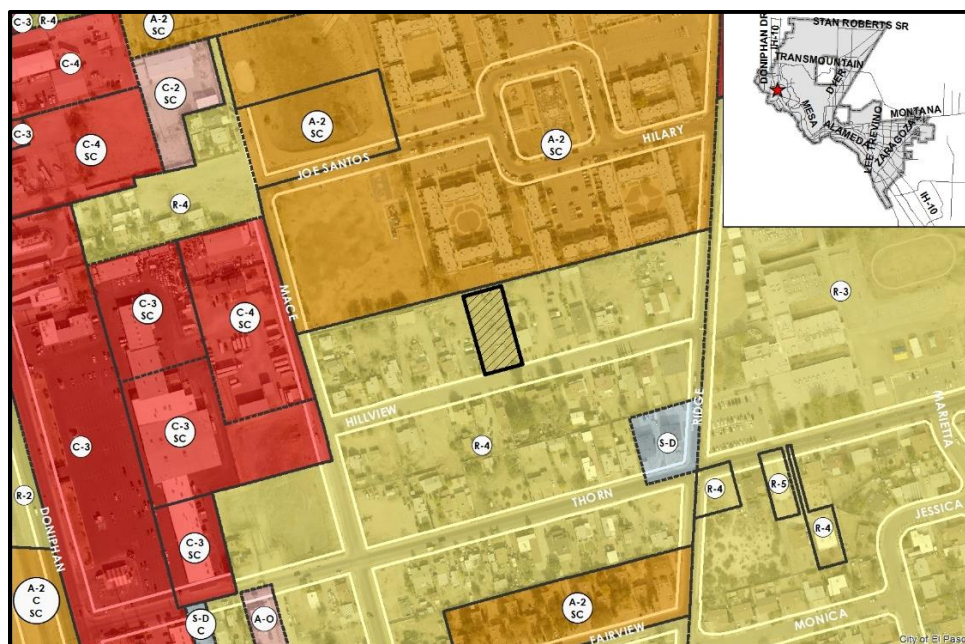 C-3
R-4
A-2
SC
C-4
C-2
SC
C-3
C-4
SC
A-2
SC
JOE SANTOS
A-2
SC
HILARY
R-4
MACE
C-3
SC
C-4
SC
R-3
HILLVIEW
RIDGE
C-3
C-3
SC
R-4
S-D
MARIETTA
R-2
DONIPHAN
THORN
R-4
R-5
R-4
JESSICA
C-3
SC
A-2
C
SC
S-D
C
A-O
A-2
SC
FAIRVIEW
MONICA
City of El Paso
DONIPHAN DR
IH-10
STAN ROBERTS SR
TRANSMOUNTAIN
DYER
MESA
MONTANA
ALAMEDA
LEE TREVINO
ZARAGOZA
IH-10